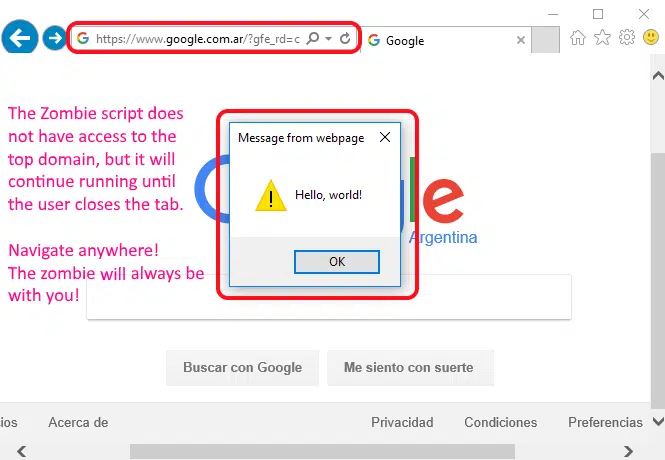 https://www.google.com.ar/?gfe_rd=c
Google
The Zombie script does
not have access to the
top domain, but it will
continue running until
the user closes the tab.
Navigate anywhere!
The zombie will always be
with you!
Message from webpage
Hello, world!
OK
le
Argentina
Buscar con Google
Me siento con suerte
ios
Acerca de
Privacidad
Condiciones
Preferencias